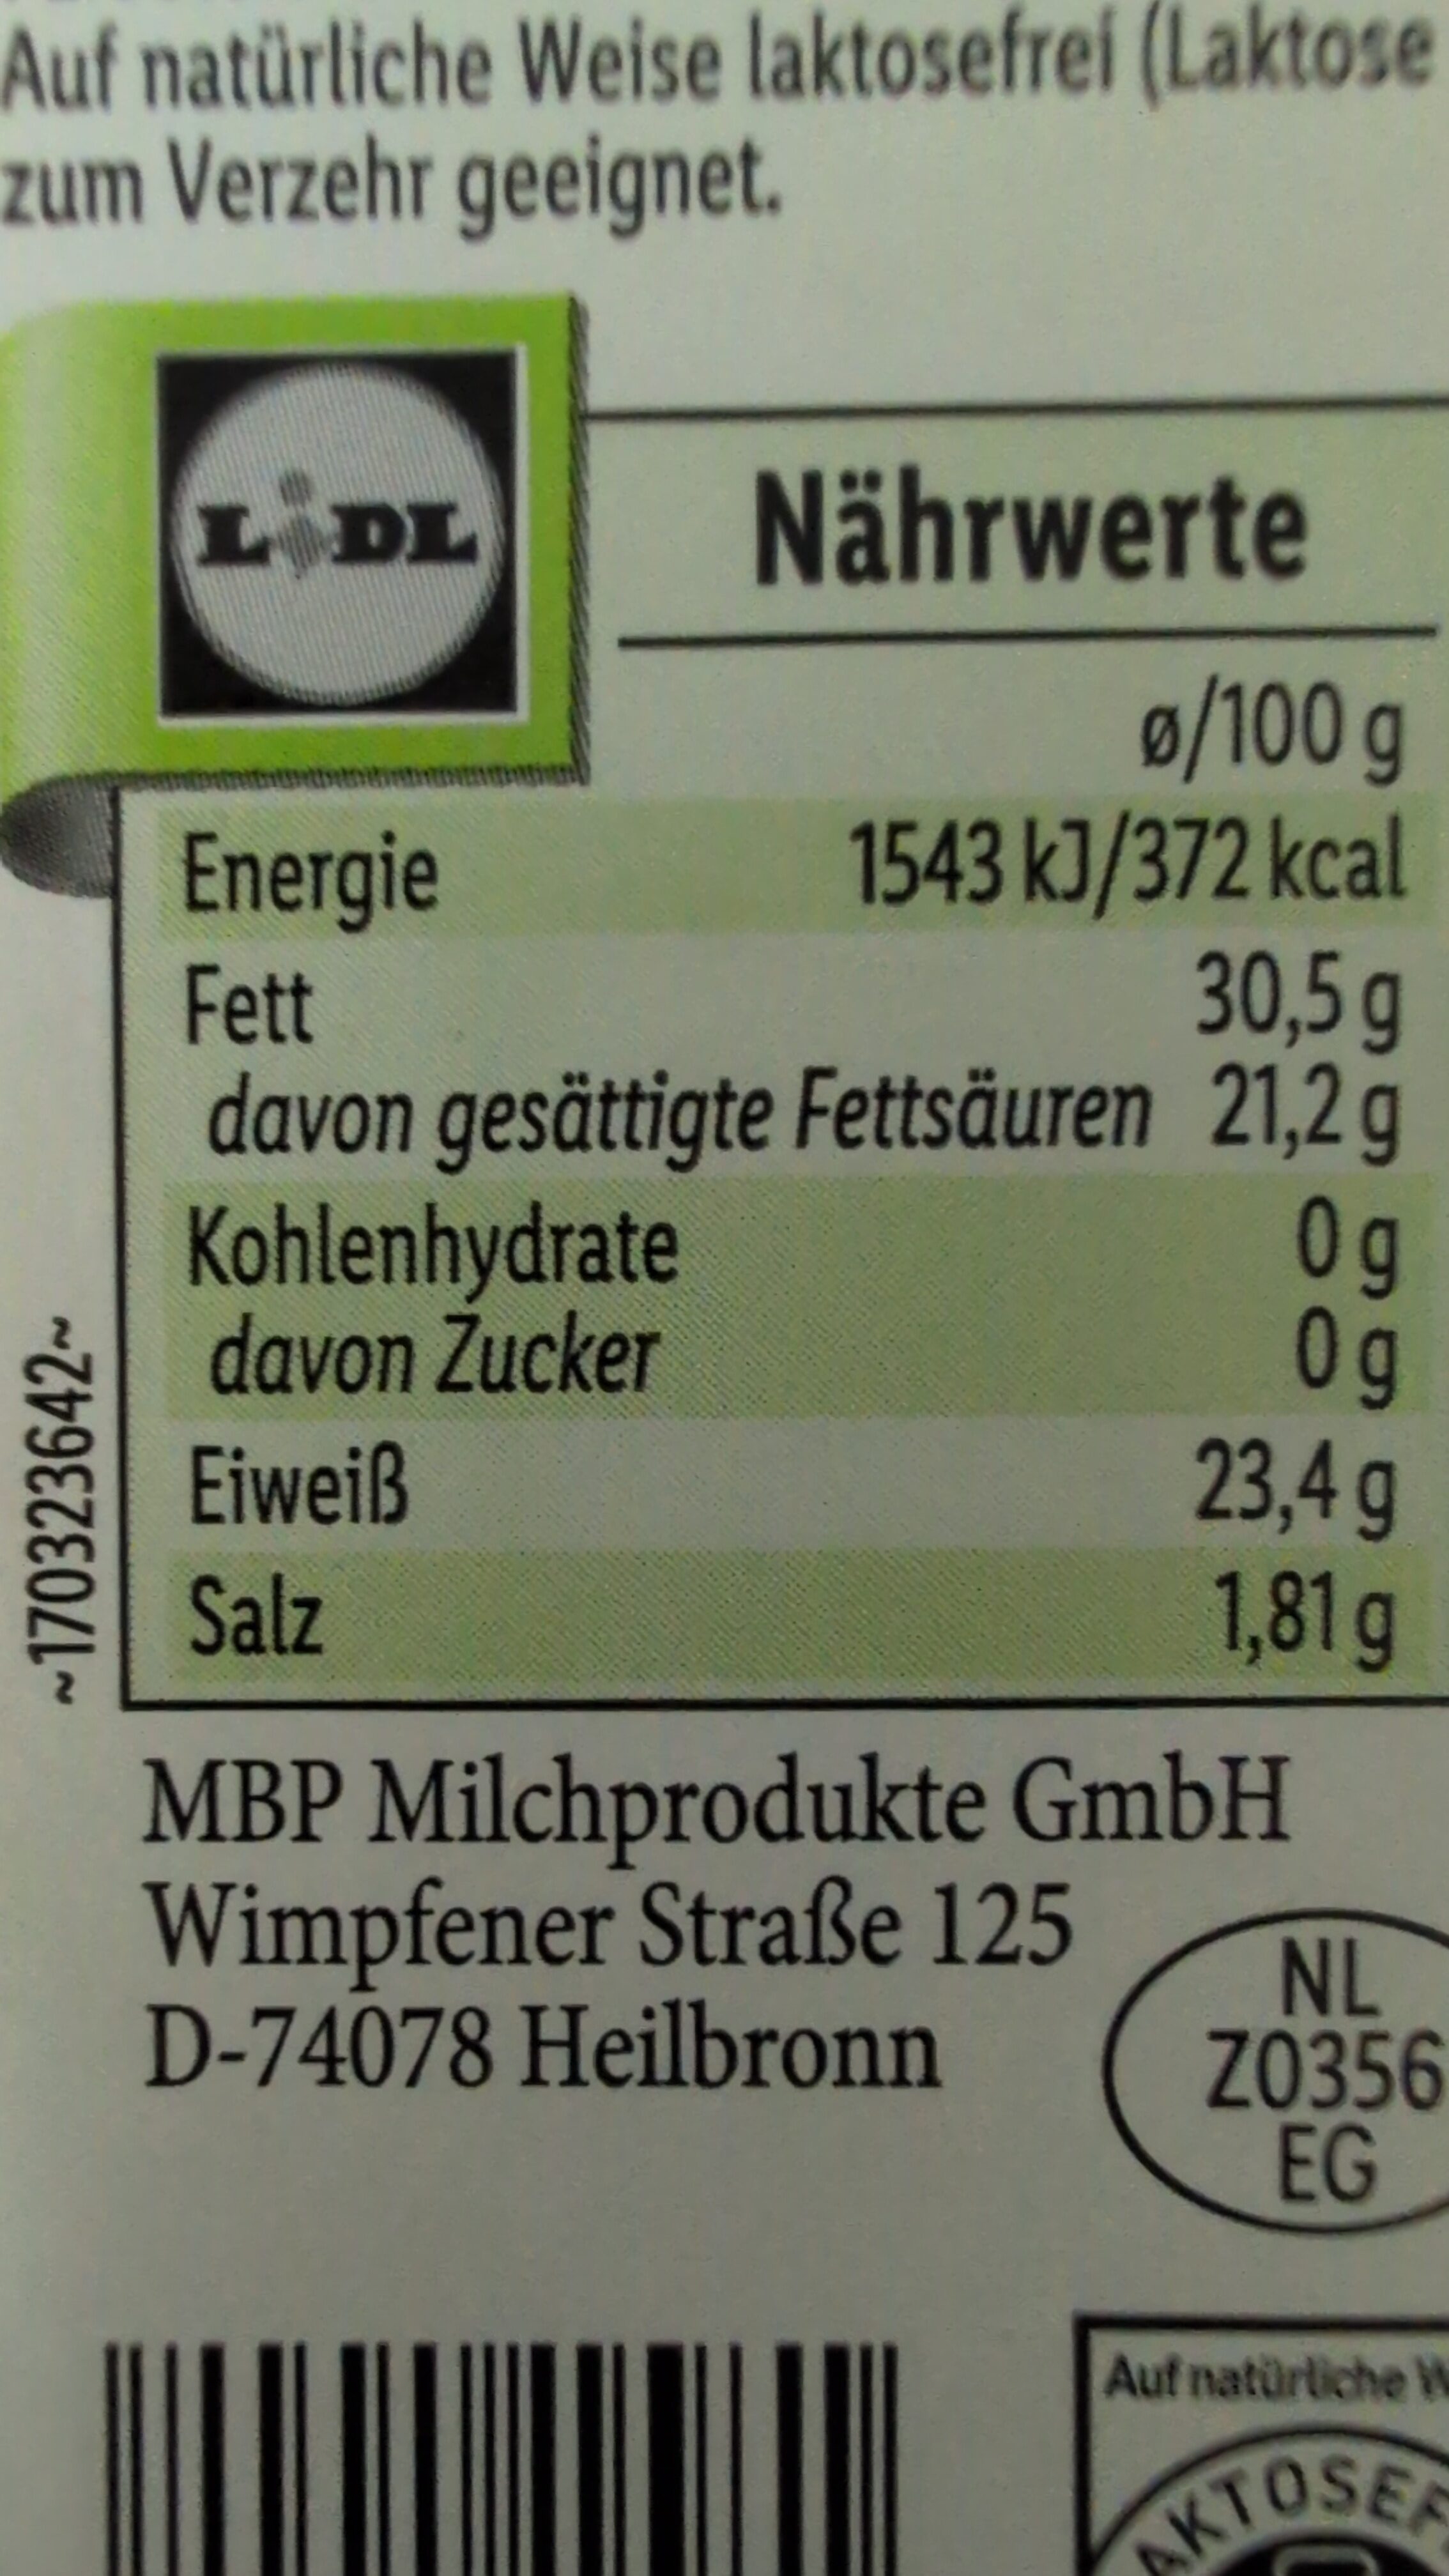 Auf natürliche Weise laktosefrei (Laktose
zum Verzehr geeignet.
LiDL
Nährwerte
ø/100 g
Energie 1543 kJ/372 kcal
Fett 30,5 g
davon gesättigte Fettsäuren 21,2 g
Kohlenhydrate 0 g
davon Zucker 0 g
Eiweiß 23,4 g
Salz 1,81 g
~170323642~
MBP Milchprodukte GmbH
Wimpfener Straße 125
D-74078 Heilbronn
NL
Z0356
EG
Auf natürliche W
AKTOSEF